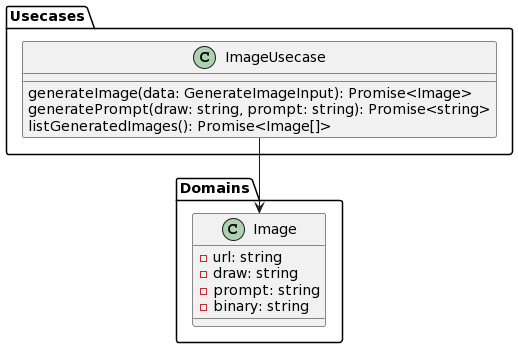 Usecases
C ImageUsecase
generateImage(data: GenerateImageInput): Promise<Image>
generatePrompt(draw: string, prompt: string): Promise<string>
listGeneratedImages(): Promise<Image[]>
Domains
C Image
url: string
draw: string
prompt: string
binary: string